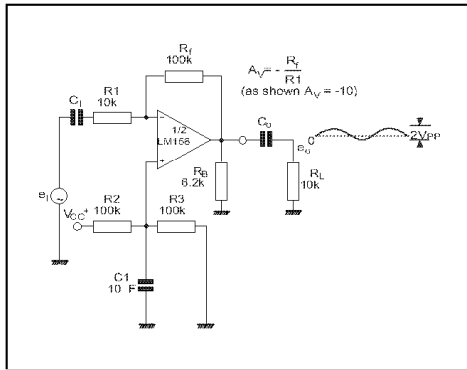 Rf
100k
AV = - Rf
R1
(as shown AV = -10)
CI
R1
10k
1/2
LM158
Co
eo
0
2VPP
RB
6.2k
RL
10k
eI
VCC+
R2
100k
R3
100k
C1
10 F